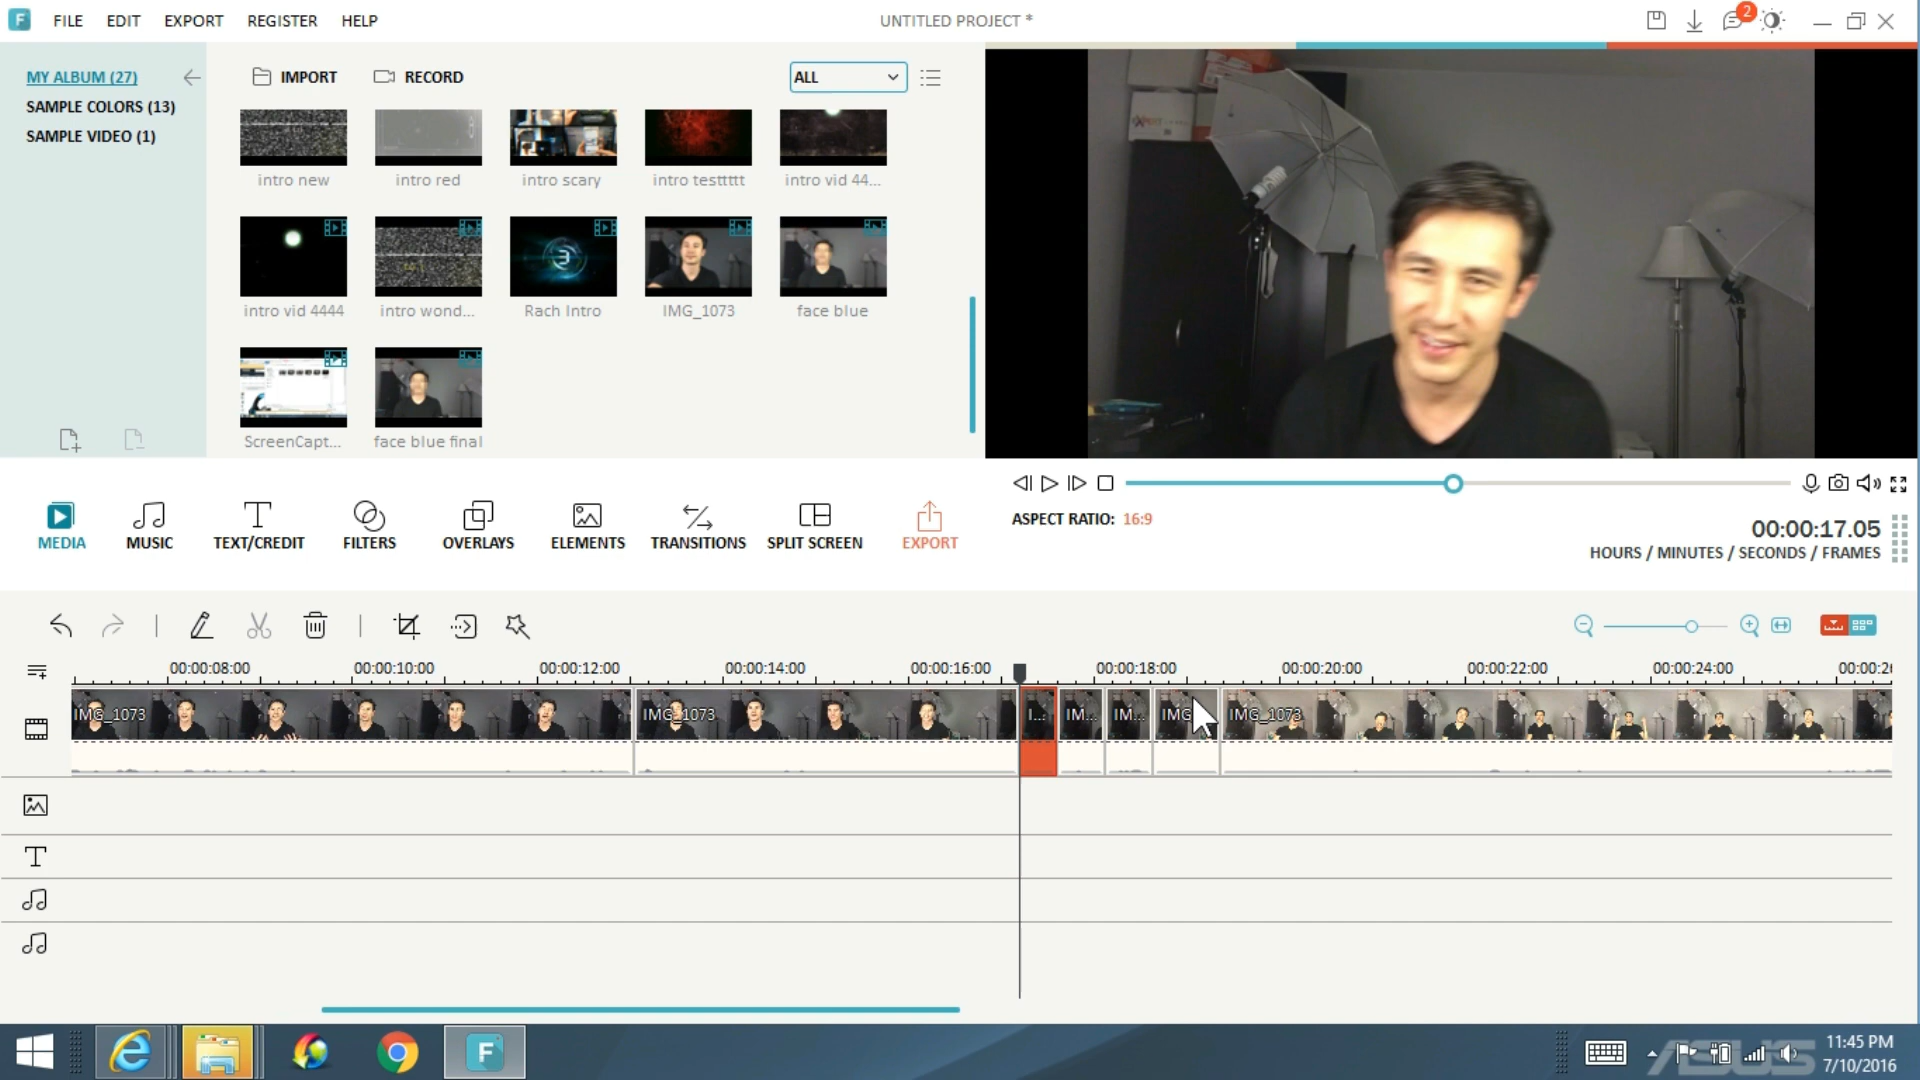 F FILE EDIT EXPORT REGISTER HELP UNTITLED PROJECT * 2
MY ALBUM (27)
SAMPLE COLORS (13)
SAMPLE VIDEO (1)
IMPORT RECORD ALL
intro new intro red intro scary intro testtttt intro vid 44...
intro vid 4444 intro wond... Rach Intro IMG_1073 face blue
ScreenCapt... face blue final
MEDIA MUSIC TEXT/CREDIT FILTERS OVERLAYS ELEMENTS TRANSITIONS SPLIT SCREEN EXPORT
ASPECT RATIO: 16:9
00:00:17.05
HOURS / MINUTES / SECONDS / FRAMES
00:00:08:00 00:00:10:00 00:00:12:00 00:00:14:00 00:00:16:00 00:00:18:00 00:00:20:00 00:00:22:00 00:00:24:00 00:00:2
IMG_1073 IMG_1073 I... IM... IM... IMG IMG_1073
ASUS
11:45 PM
7/10/2016